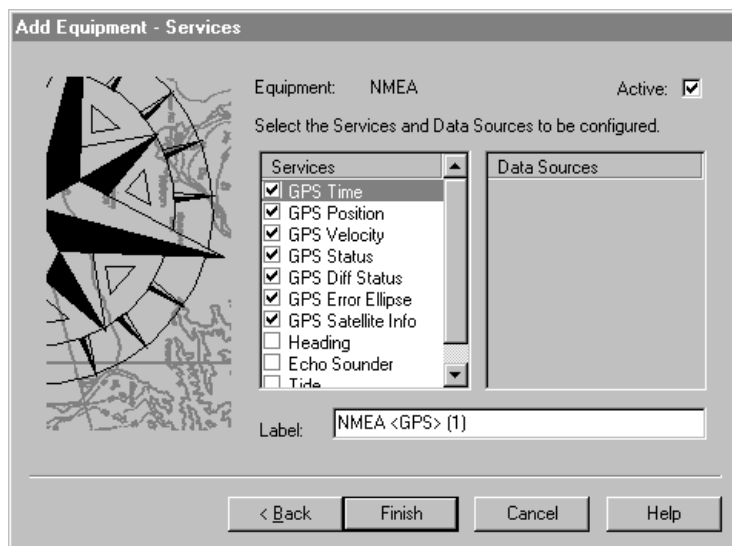 Add Equipment - Services
Equipment: NMEA Active:
Select the Services and Data Sources to be configured.
Services Data Sources
GPS Time
GPS Position
GPS Velocity
GPS Status
GPS Diff Status
GPS Error Ellipse
GPS Satellite Info
Heading
Echo Sounder
Tide
Label: NMEA <GPS> (1)
< Back Finish Cancel Help